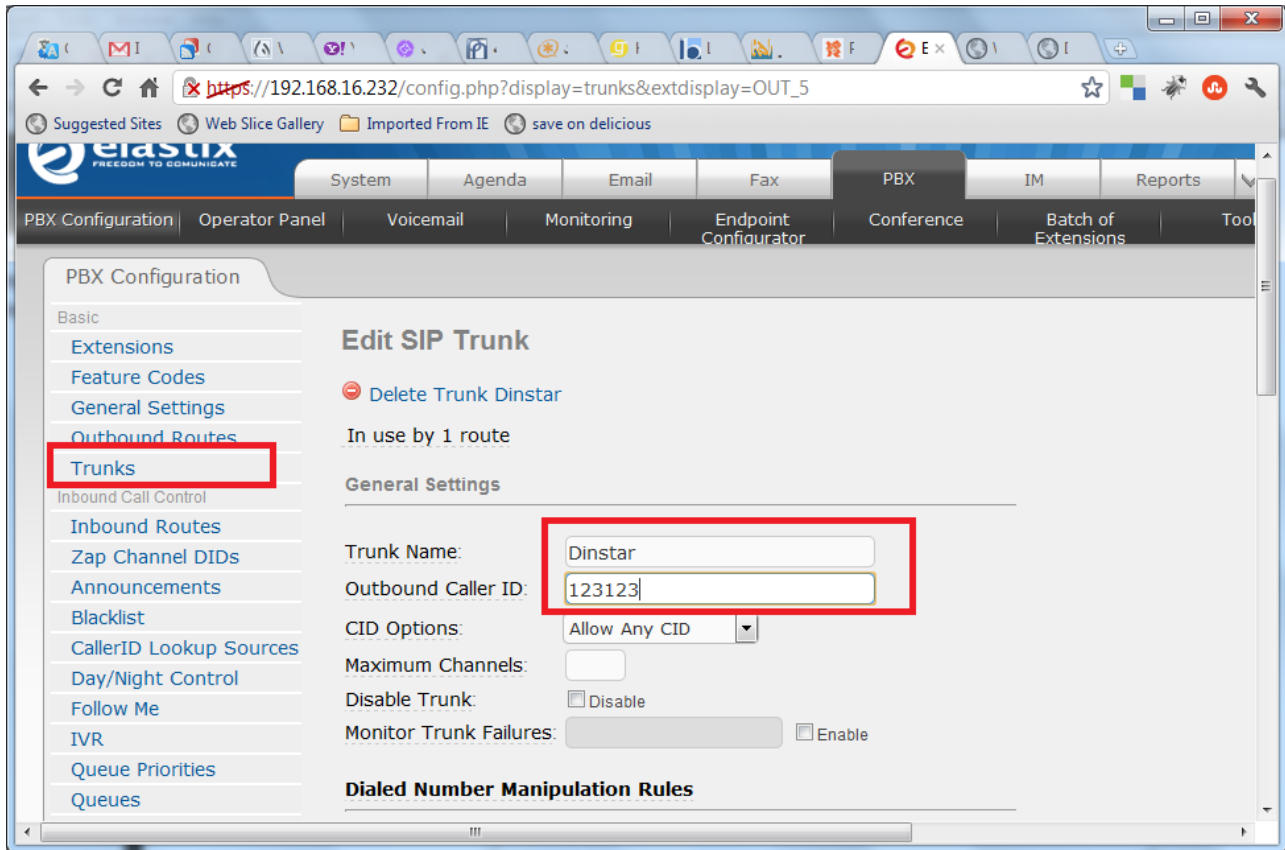 https://192.168.16.232/config.php?display=trunks&extdisplay=OUT_5
Suggested Sites Web Slice Gallery Imported From IE save on delicious
elastix
FREEDOM TO COMUNICATE
System Agenda Email Fax PBX IM Reports
PBX Configuration Operator Panel Voicemail Monitoring Endpoint Configurator Conference Batch of Extensions Tool
PBX Configuration
Basic
Extensions
Feature Codes
General Settings
Outbound Routes
Trunks
Inbound Call Control
Inbound Routes
Zap Channel DIDs
Announcements
Blacklist
CallerID Lookup Sources
Day/Night Control
Follow Me
IVR
Queue Priorities
Queues
Edit SIP Trunk
Delete Trunk Dinstar
In use by 1 route
General Settings
Trunk Name: Dinstar
Outbound Caller ID: 123123
CID Options: Allow Any CID
Maximum Channels:
Disable Trunk: Disable
Monitor Trunk Failures: Enable
Dialed Number Manipulation Rules